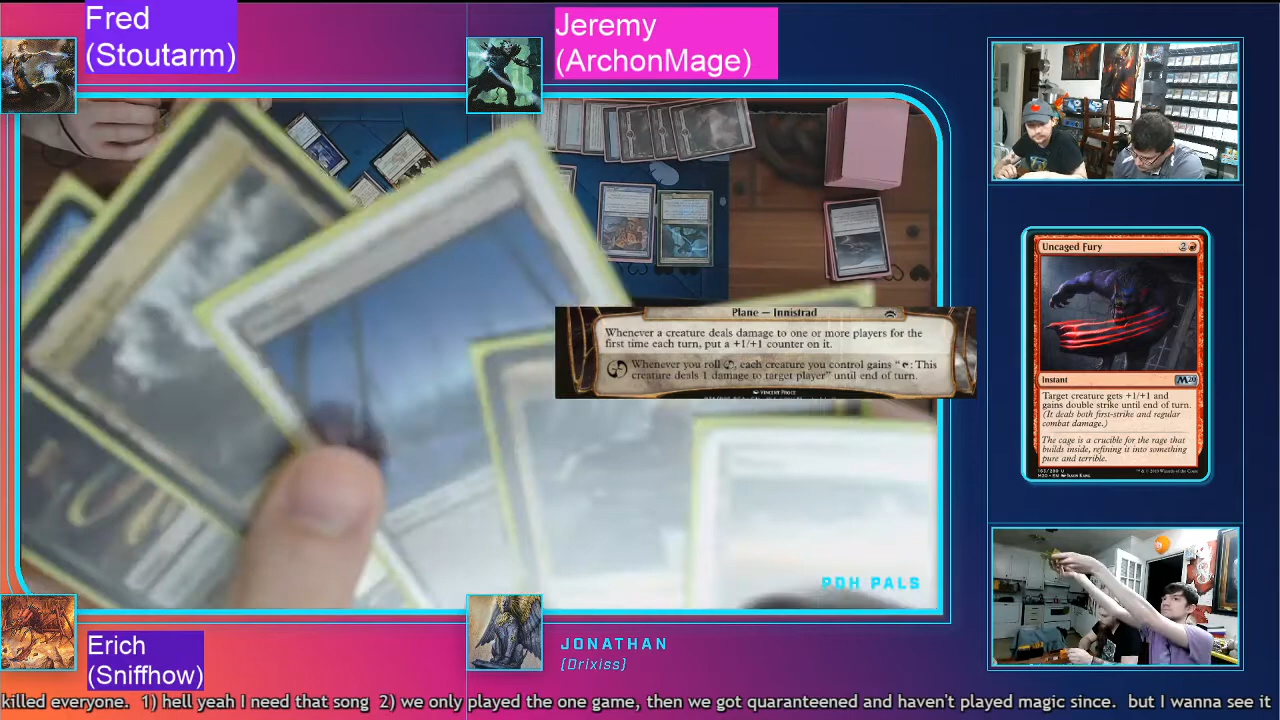 Fred
(Stoutarm)
Jeremy
(ArchonMage)
Plane — Innistrad
Whenever a creature deals damage to one or more players for the
first time each turn, put a +1/+1 counter on it.
Whenever you roll , each creature you control gains “ : This
creature deals 1 damage to target player” until end of turn.
Uncaged Fury 2
Instant M20
Target creature gets +1/+1 and
gains double strike until end of turn.
(It deals both first-strike and regular
combat damage.)
The cage is a crucible for the rage that
builds inside, refining it into something
pure and terrible.
PDH PALS
Erich
(Sniffhow)
JONATHAN
(Drixiss)
killed everyone. 1) hell yeah I need that song 2) we only played the one game, then we got quaranteened and haven't played magic since. but I wanna see it